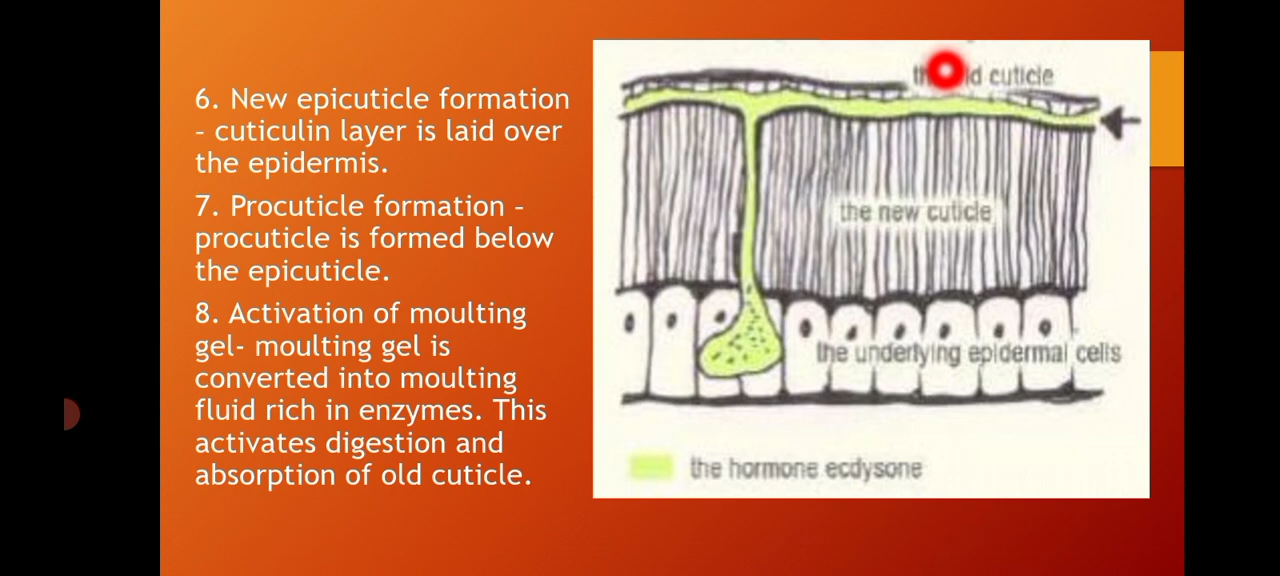 6. New epicuticle formation
– cuticulin layer is laid over
the epidermis.
7. Procuticle formation –
procuticle is formed below
the epicuticle.
8. Activation of moulting
gel- moulting gel is
converted into moulting
fluid rich in enzymes. This
activates digestion and
absorption of old cuticle.
cuticle
the new cuticle
the underlying epidermal cells
the hormone ecdysone